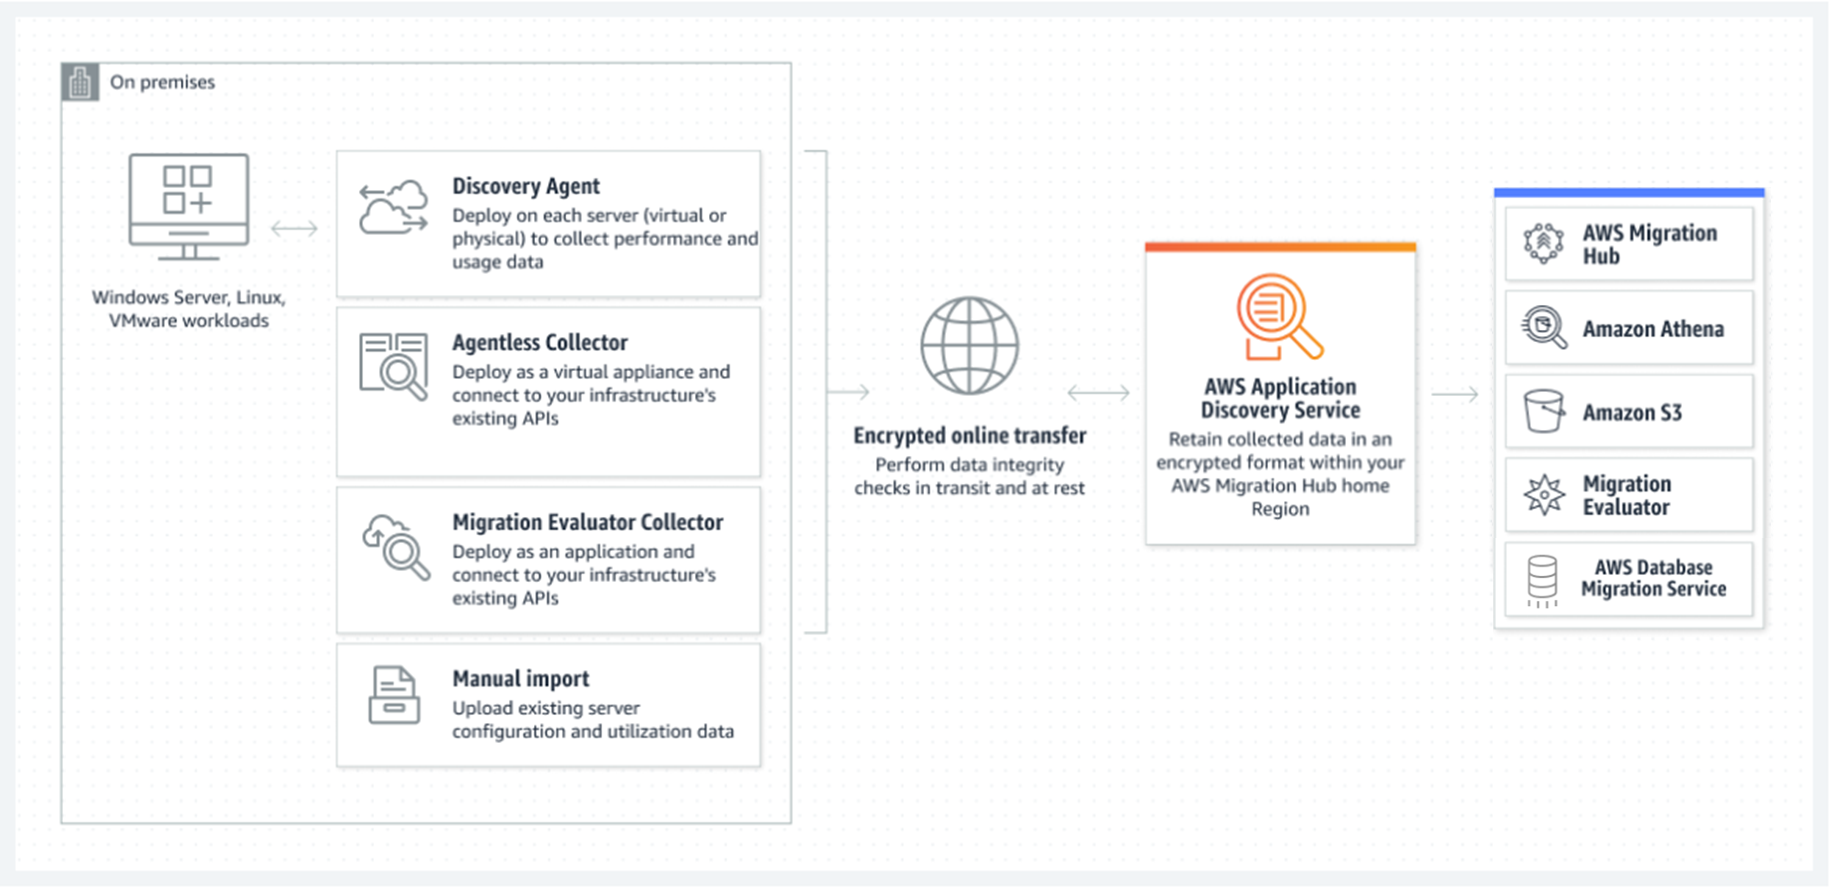 On premises
Windows Server, Linux,
VMware workloads
Discovery Agent
Deploy on each server (virtual or
physical) to collect performance and
usage data
Agentless Collector
Deploy as a virtual appliance and
connect to your infrastructure's
existing APIs
Migration Evaluator Collector
Deploy as an application and
connect to your infrastructure's
existing APIs
Manual import
Upload existing server
configuration and utilization data
Encrypted online transfer
Perform data integrity
checks in transit and at rest
AWS Application
Discovery Service
Retain collected data in an
encrypted format within your
AWS Migration Hub home
Region
AWS Migration
Hub
Amazon Athena
Amazon S3
Migration
Evaluator
AWS Database
Migration Service